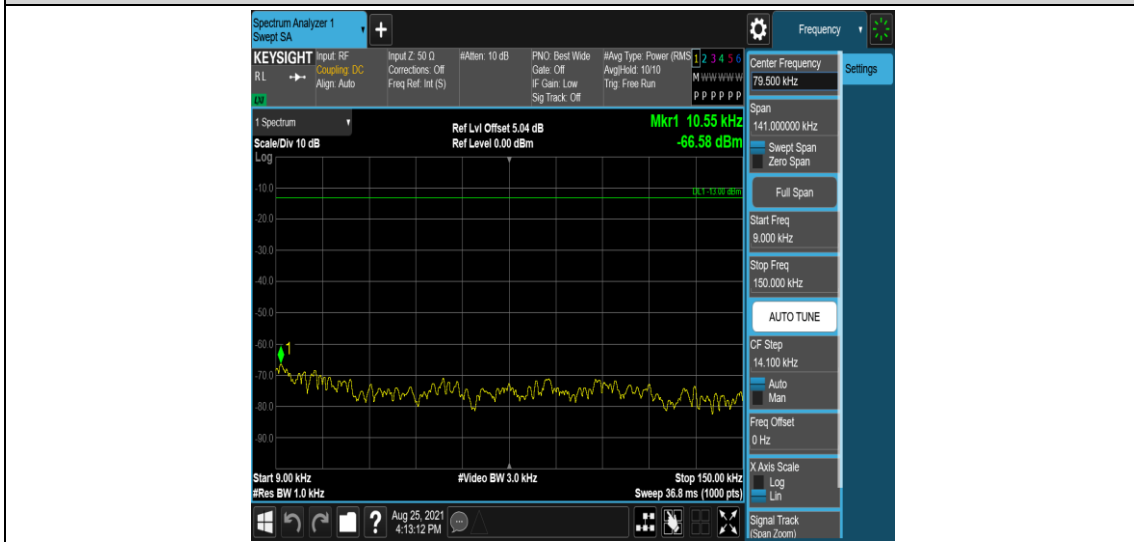 Spectrum Analyzer 1
Swept SA
+
Frequency
KEYSIGHT Input: RF Input Z: 50 Ω #Atten: 10 dB PNO: Best Wide #Avg Type: Power (RMS 1 2 3 4 5 6
RL Coupling: DC Corrections: Off Gate: Off Avg|Hold: 10/10 M W W W W W
Align: Auto Freq Ref: Int (S) IF Gain: Low Trig: Free Run
Sig Track: Off P P P P P P
Center Frequency
79.500 kHz
Settings
Span
141.000000 kHz
Swept Span
Zero Span
Full Span
Start Freq
9.000 kHz
Stop Freq
150.000 kHz
AUTO TUNE
CF Step
14.100 kHz
Auto
Man
Freq Offset
0 Hz
X Axis Scale
Log
Lin
Signal Track
(Span Zoom)
1 Spectrum
Ref Lvl Offset 5.04 dB Mkr1 10.55 kHz
Scale/Div 10 dB Ref Level 0.00 dBm -66.58 dBm
Log
-10.0
DL1 -13.00 dBm
-20.0
-30.0
-40.0
-50.0
-60.0
1
-70.0
-80.0
-90.0
Start 9.00 kHz #Video BW 3.0 kHz Stop 150.00 kHz
#Res BW 1.0 kHz Sweep 36.8 ms (1000 pts)
?
Aug 25, 2021
4:13:12 PM